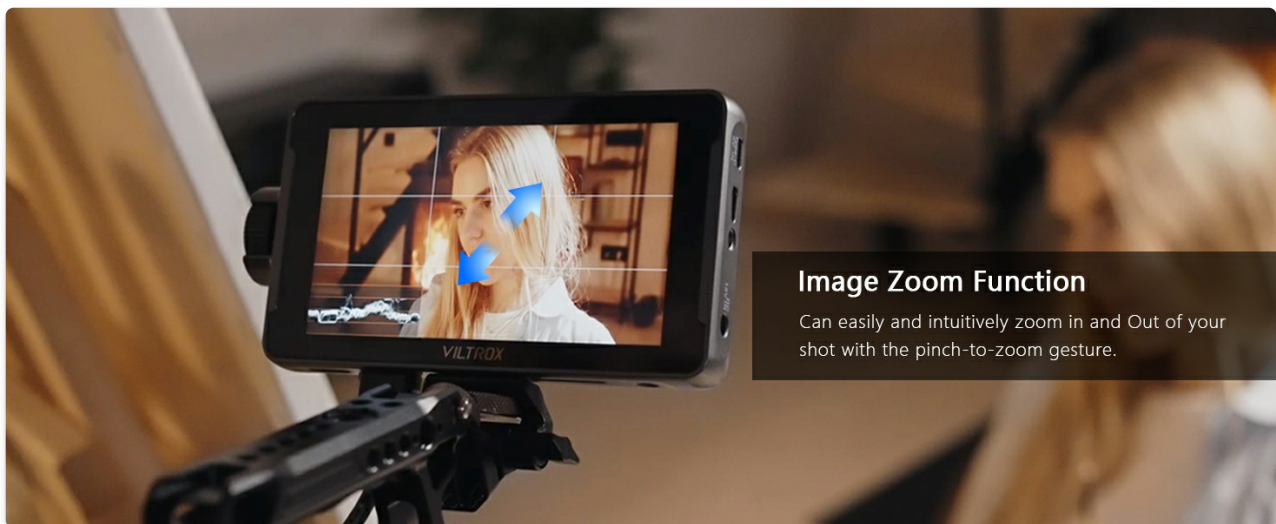 VILTROX
Image Zoom Function
Can easily and intuitively zoom in and Out of your
shot with the pinch-to-zoom gesture.